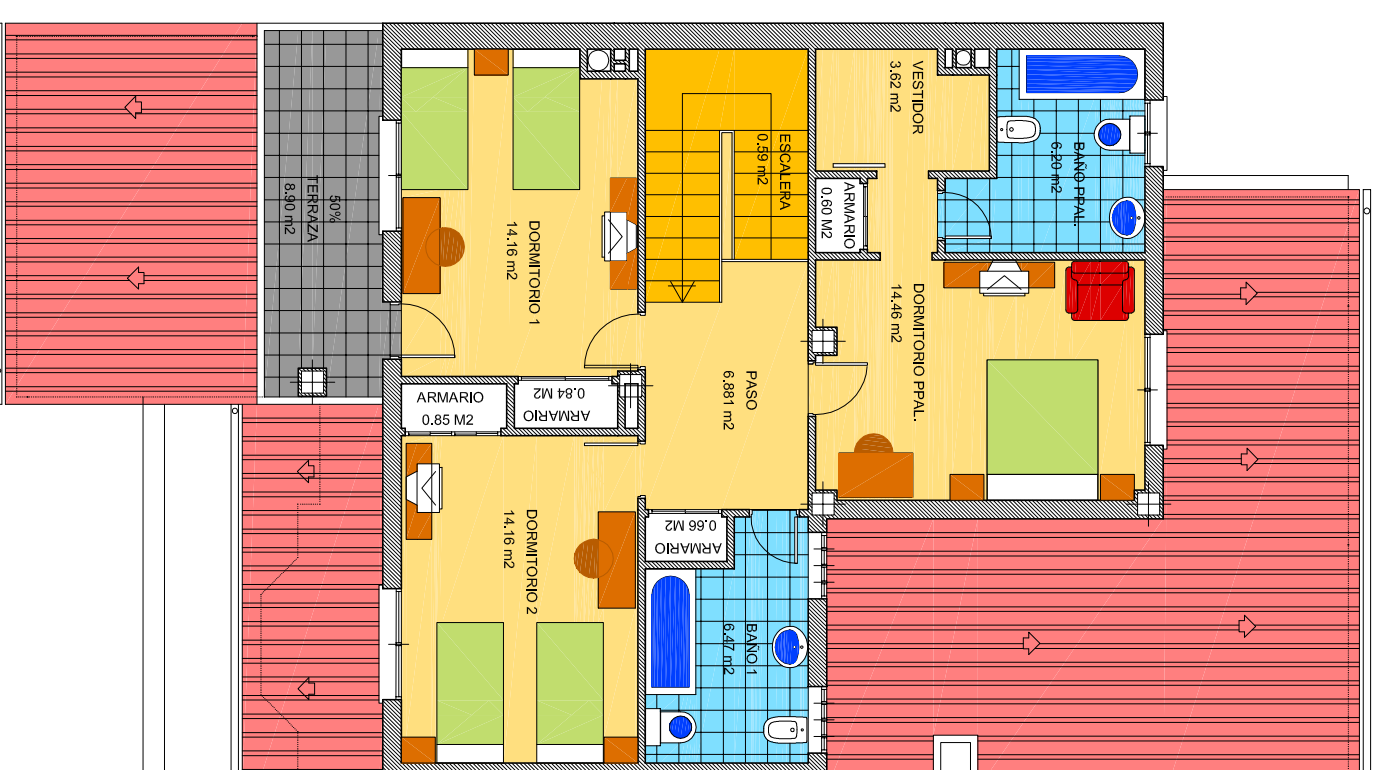 50%
TERRAZA
8.90 m2
DORMITORIO 1
14.16 m2
ESCALERA
0.59 m2
VESTIDOR
3.62 m2
BAÑO PPAL.
6.20 m2
ARMARIO
0.60 M2
DORMITORIO PPAL.
14.46 m2
PASO
6.881 m2
ARMARIO
0.85 M2
ARMARIO
0.84 M2
DORMITORIO 2
14.16 m2
ARMARIO
0.66 M2
BAÑO 1
6.47 m2